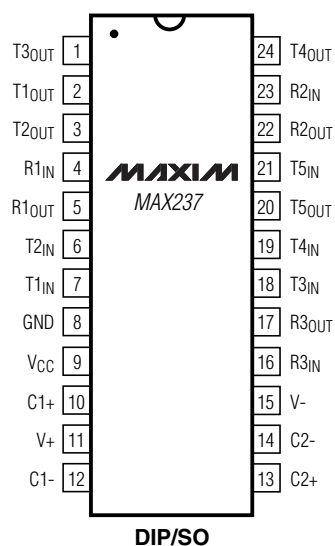 T3OUT 1 24 T4OUT
T1OUT 2 23 R2IN
T2OUT 3 22 R2OUT
R1IN 4 MAXIM 21 T5IN
R1OUT 5 MAX237 20 T5OUT
T2IN 6 19 T4IN
T1IN 7 18 T3IN
GND 8 17 R3OUT
VCC 9 16 R3IN
C1+ 10 15 V-
V+ 11 14 C2-
C1- 12 13 C2+
DIP/SO